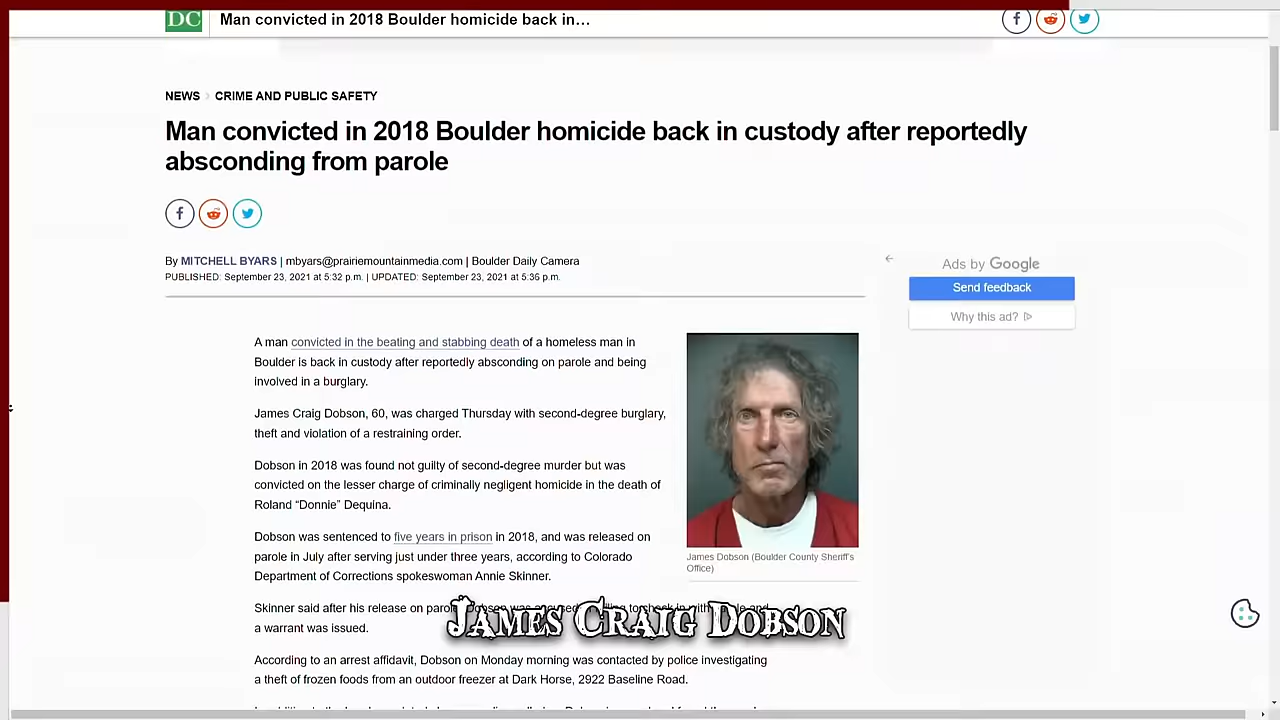 DC Man convicted in 2018 Boulder homicide back in…
NEWS CRIME AND PUBLIC SAFETY
Man convicted in 2018 Boulder homicide back in custody after reportedly
absconding from parole
By MITCHELL BYARS | mbyars@prairiemountainmedia.com | Boulder Daily Camera
PUBLISHED: September 23, 2021 at 5:32 p.m. | UPDATED: September 23, 2021 at 5:36 p.m.
Ads by Google
Send feedback
Why this ad?
A man convicted in the beating and stabbing death of a homeless man in
Boulder is back in custody after reportedly absconding on parole and being
involved in a burglary.
James Craig Dobson, 60, was charged Thursday with second-degree burglary,
theft and violation of a restraining order.
Dobson in 2018 was found not guilty of second-degree murder but was
convicted on the lesser charge of criminally negligent homicide in the death of
Roland “Donnie” Dequina.
Dobson was sentenced to five years in prison in 2018, and was released on
parole in July after serving just under three years, according to Colorado
Department of Corrections spokeswoman Annie Skinner.
James Dobson (Boulder County Sheriff's
Office)
Skinner said after his release on
a warrant was issued.
James Craig Dobson
According to an arrest affidavit, Dobson on Monday morning was contacted by police investigating
a theft of frozen foods from an outdoor freezer at Dark Horse, 2922 Baseline Road.